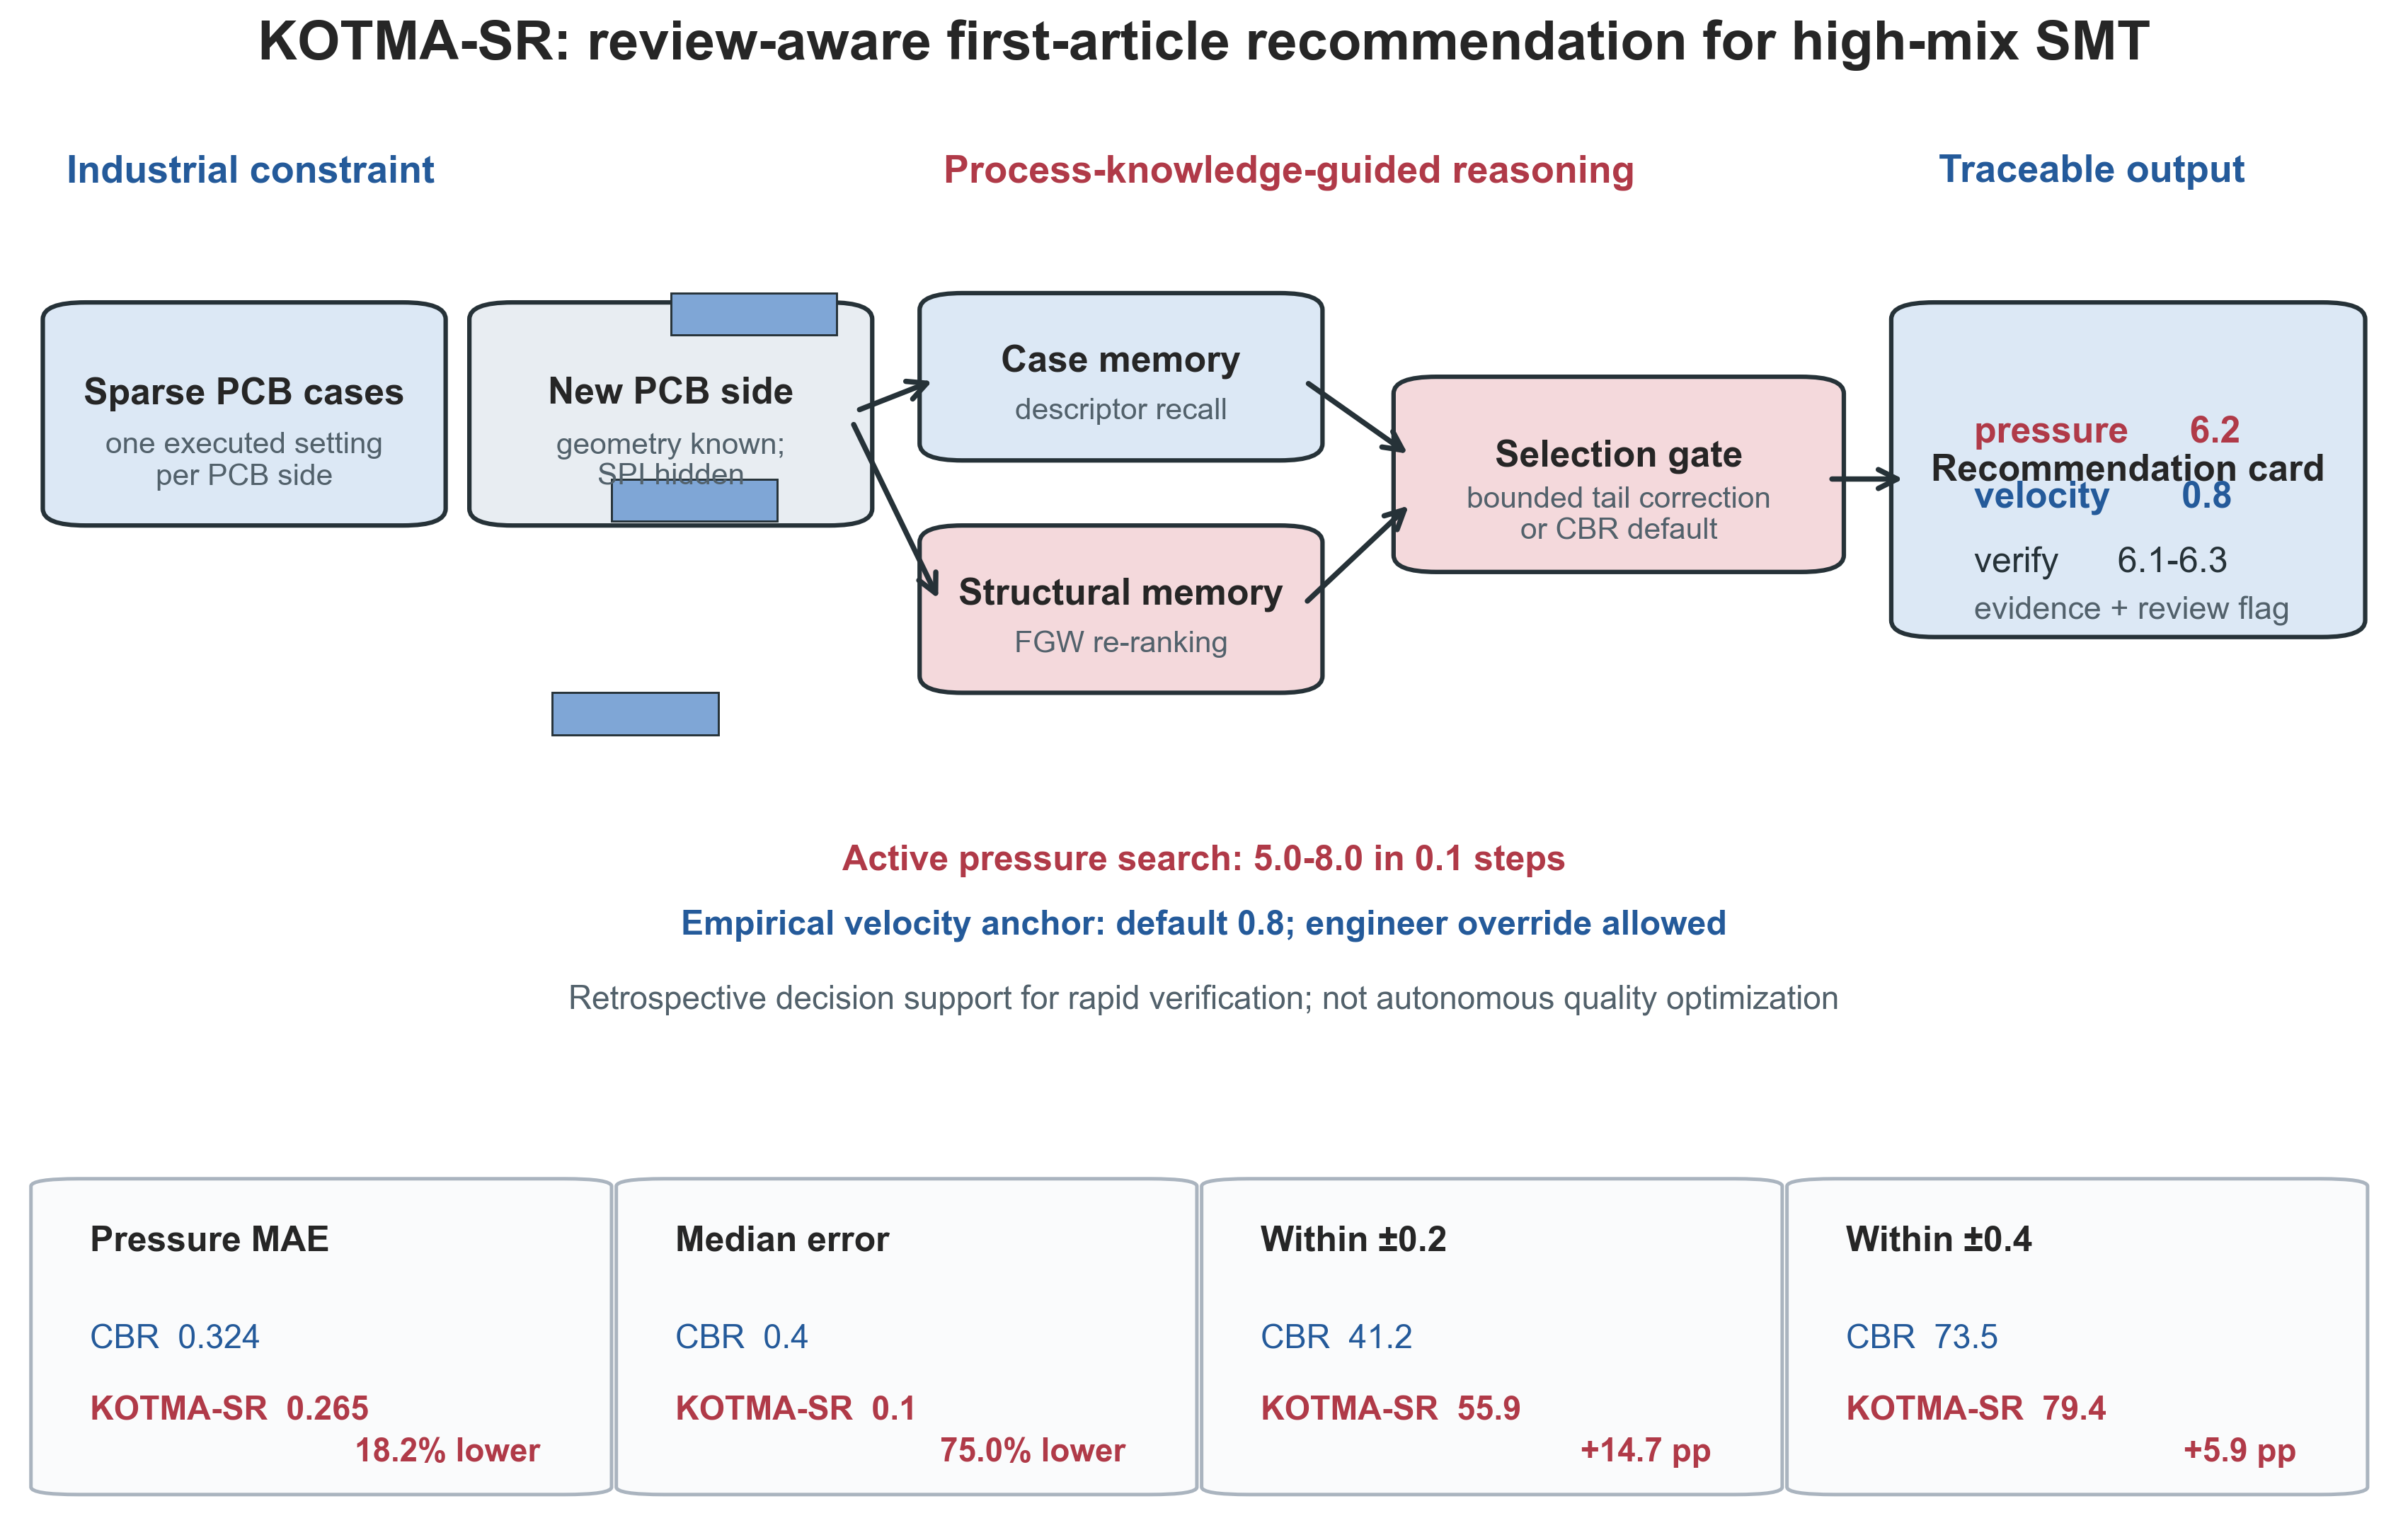 KOTMA-SR: review-aware first-article recommendation for high-mix SMT
Industrial constraint
Process-knowledge-guided reasoning
Traceable output
Sparse PCB cases
one executed setting
per PCB side
New PCB side
geometry known;
SPI hidden
Case memory
descriptor recall
Structural memory
FGW re-ranking
Selection gate
bounded tail correction
or CBR default
pressure 6.2
Recommendation card
velocity 0.8
verify 6.1-6.3
evidence + review flag
Active pressure search: 5.0-8.0 in 0.1 steps
Empirical velocity anchor: default 0.8; engineer override allowed
Retrospective decision support for rapid verification; not autonomous quality optimization
Pressure MAE
CBR 0.324
KOTMA-SR 0.265
18.2% lower
Median error
CBR 0.4
KOTMA-SR 0.1
75.0% lower
Within ±0.2
CBR 41.2
KOTMA-SR 55.9
+14.7 pp
Within ±0.4
CBR 73.5
KOTMA-SR 79.4
+5.9 pp